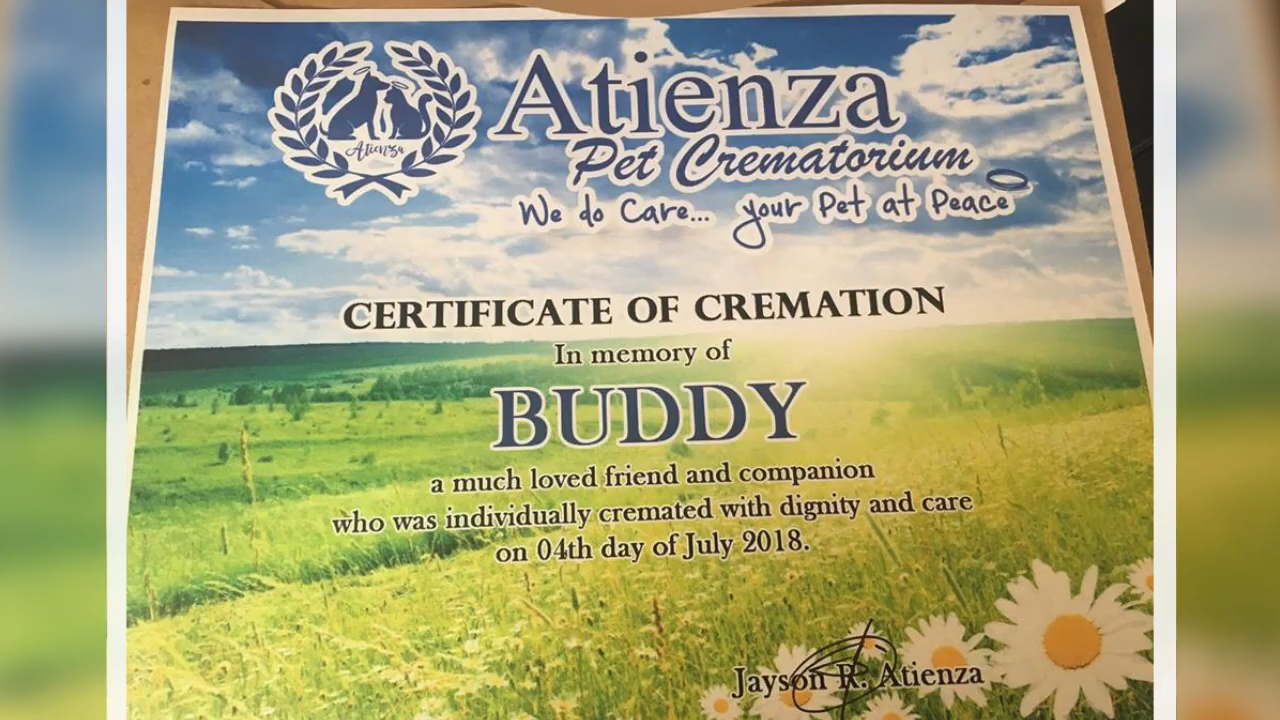 Atienza
Atienza
Pet Crematorium
We do Care... your Pet at Peace
CERTIFICATE OF CREMATION
In memory of
BUDDY
a much loved friend and companion
who was individually cremated with dignity and care
on 04th day of July 2018.
Jayson R. Atienza